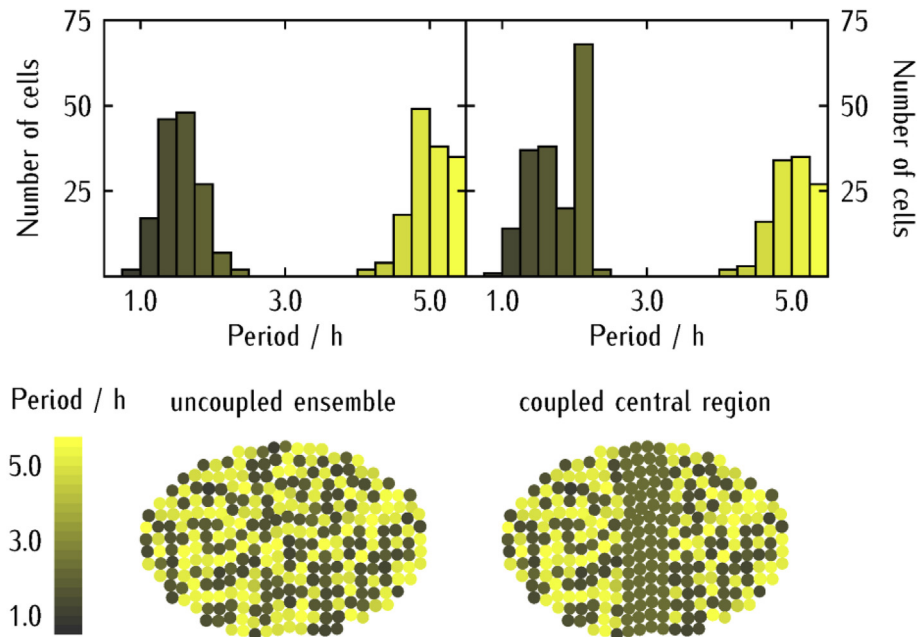 75
75
50
50
25
25
Number of cells
Number of cells
1.0 3.0 5.0 1.0 3.0 5.0
Period / h Period / h
Period / h uncoupled ensemble coupled central region
5.0
3.0
1.0